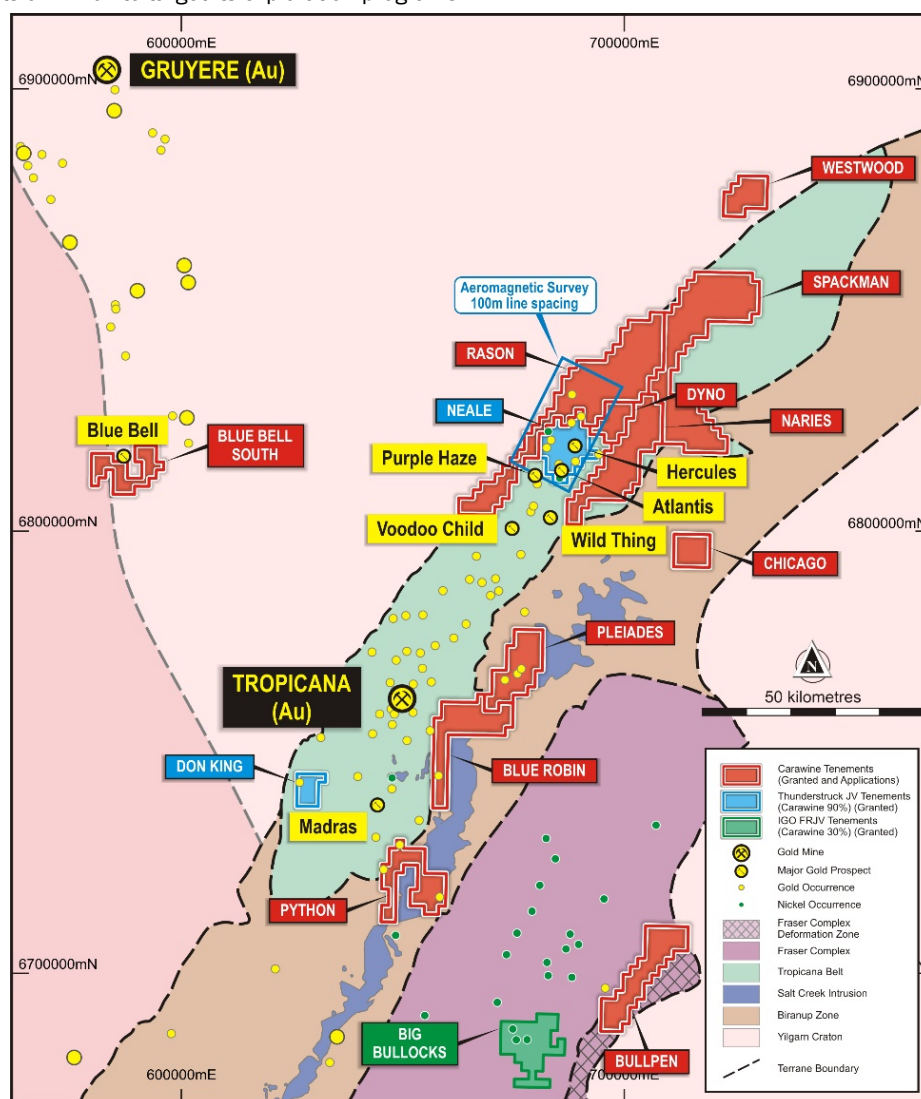 600000mE
700000mE
6900000mN
6900000
GRUYERE (Au)
WESTWOOD
SPACKMAN
Aeromagnetic Survey
100m line spacing
RASON
NEALE
DYNO
NARIES
Blue Bell
BLUE BELL
SOUTH
Purple Haze
Hercules
Atlantis
6800000mN
6800000mN
Voodoo Child
Wild Thing
CHICAGO
PLEIADES
N
TROPICANA
(Au)
50 kilometres
DON KING
BLUE ROBIN
Madras
PYTHON
6700000mN
BIG
BULLOCKS
BULLPEN
600000mE
700000mE
Carawine Tenements
(Granted and Applications)
Thunderstruck JV Tenements
(Carawine 90%) (Granted)
IGO FRJV Tenements
(Carawine 30%) (Granted)
Gold Mine
Major Gold Prospect
Gold Occurrence
Nickel Occurrence
Fraser Complex
Deformation Zone
Fraser Complex
Tropicana Belt
Salt Creek Intrusion
Biranup Zone
Yilgarn Craton
Terrane Boundary